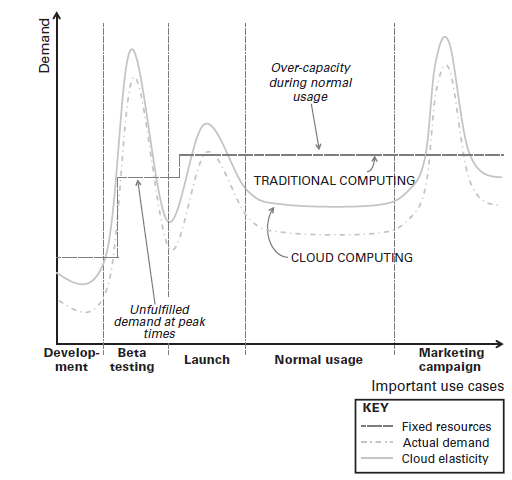 Demand
Over-capacity
during normal
usage
TRADITIONAL COMPUTING
CLOUD COMPUTING
Unfulfilled
demand at peak
times
Develop-
ment
Beta
testing
Launch
Normal usage
Marketing
campaign
Important use cases
KEY
Fixed resources
Actual demand
Cloud elasticity